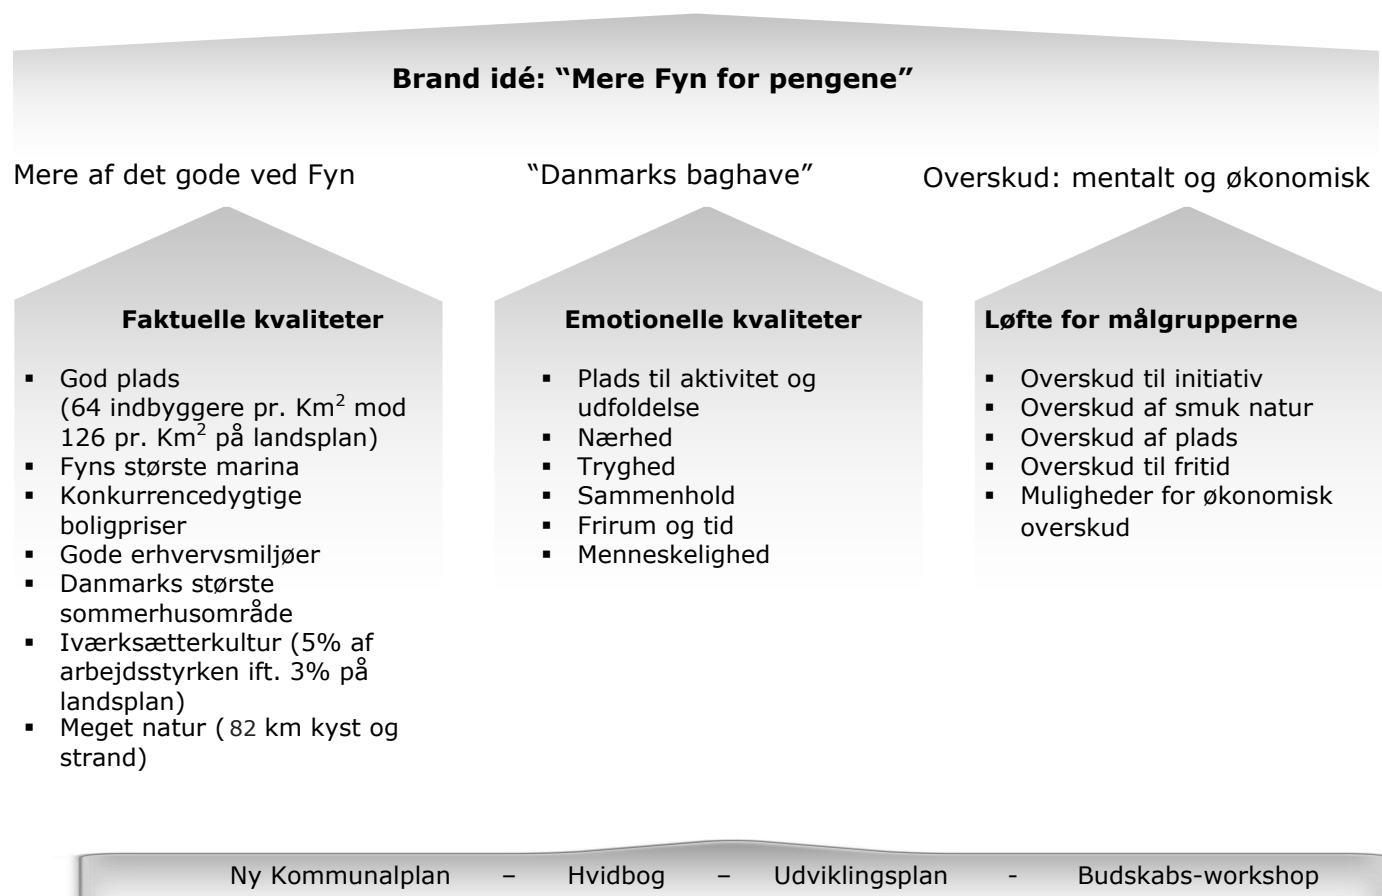 Brand idé: “Mere Fyn for pengene”
Mere af det gode ved Fyn
“Danmarks baghave”
Overskud: mentalt og økonomisk
Faktuelle kvaliteter
▪ God plads
(64 indbyggere pr. Km² mod
126 pr. Km² på landsplan)
▪ Fyns største marina
▪ Konkurrencedygtige
boligpriser
▪ Gode erhvervsmiljøer
▪ Danmarks største
sommerhusområde
▪ Iværksætterkultur (5% af
arbejdsstyrken ift. 3% på
landsplan)
▪ Meget natur (82 km kyst og
strand)
Emotionelle kvaliteter
▪ Plads til aktivitet og
udfoldelse
▪ Nærhed
▪ Tryghed
▪ Sammenhold
▪ Frirum og tid
▪ Menneskelighed
Løfte for målgrupperne
▪ Overskud til initiativ
▪ Overskud af smuk natur
▪ Overskud af plads
▪ Overskud til fritid
▪ Muligheder for økonomisk
overskud
Ny Kommunalplan – Hvidbog – Udviklingsplan - Budskabs-workshop